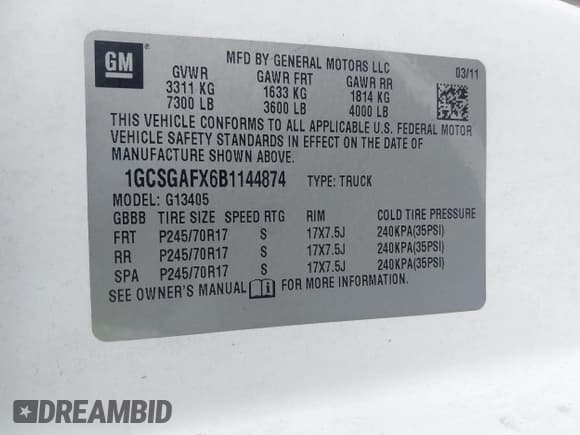 GM
MFD BY GENERAL MOTORS LLC
03/11
GVWR GAWR FRT GAWR RR
3311 KG 1633 KG 1814 KG
7300 LB 3600 LB 4000 LB
THIS VEHICLE CONFORMS TO ALL APPLICABLE U.S. FEDERAL MOTOR
VEHICLE SAFETY STANDARDS IN EFFECT ON THE DATE OF
MANUFACTURE SHOWN ABOVE.
1GCSGAFX6B1144874 TYPE: TRUCK
MODEL: G13405
GBBB TIRE SIZE SPEED RTG RIM COLD TIRE PRESSURE
FRT P245/70R17 S 17X7.5J 240KPA(35PSI)
RR P245/70R17 S 17X7.5J 240KPA(35PSI)
SPA P245/70R17 S 17X7.5J 240KPA(35PSI)
SEE OWNER'S MANUAL FOR MORE INFORMATION.
DREAMBID